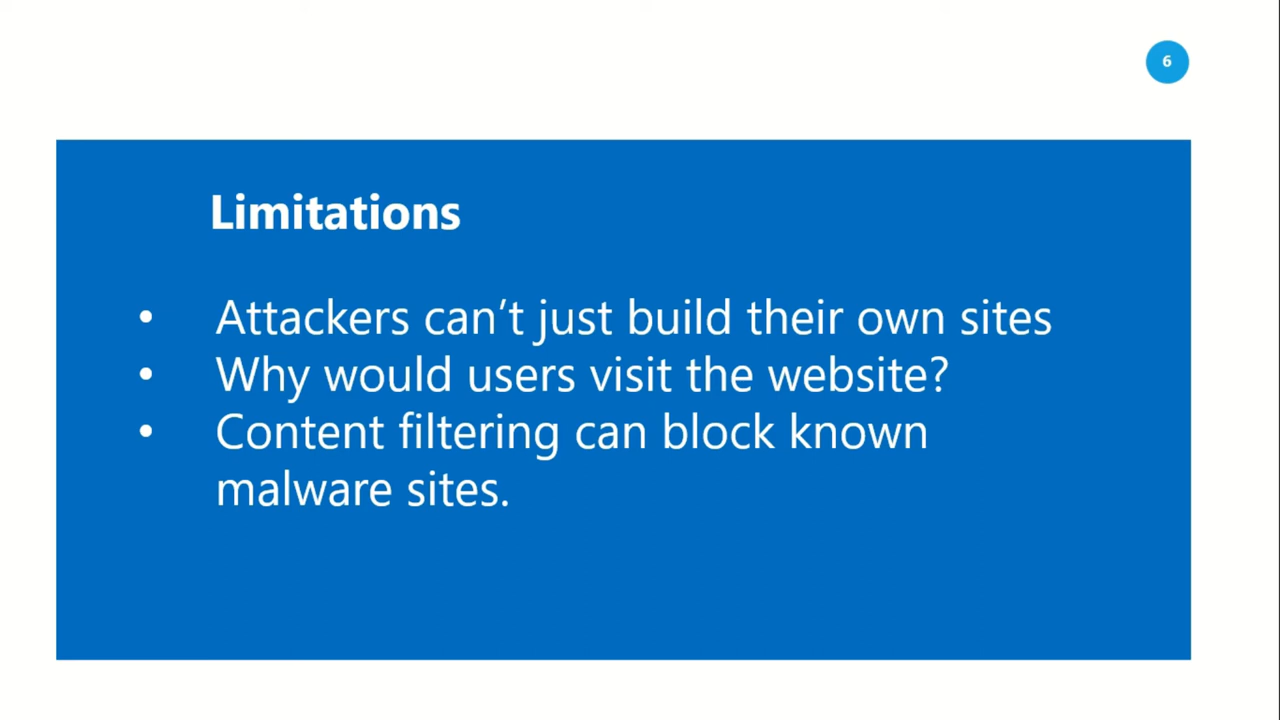 6
Limitations
• Attackers can’t just build their own sites
• Why would users visit the website?
• Content filtering can block known
malware sites.